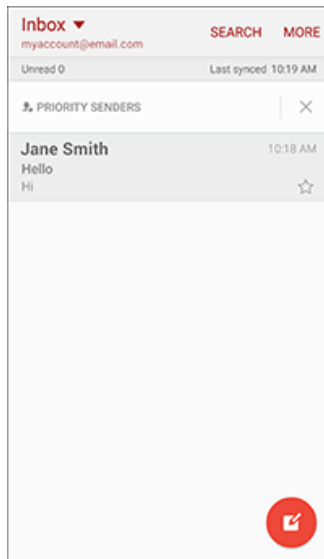 Inbox
SEARCH MORE
myaccount@email.com
Unread 0 Last synced 10:19 AM
PRIORITY SENDERS
Jane Smith 10:18 AM
Hello
Hi